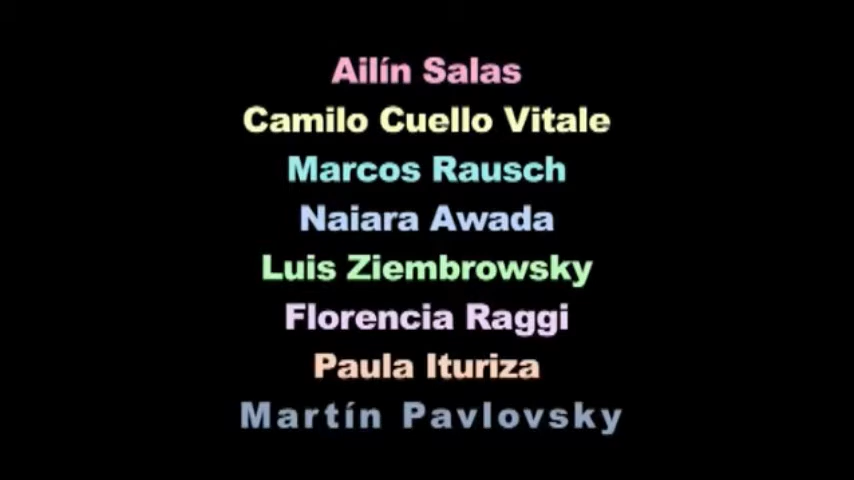 Ailín Salas
Camilo Cuello Vitale
Marcos Rausch
Naiara Awada
Luis Ziembrowsky
Florencia Raggi
Paula Ituriza
Martín Pavlovsky